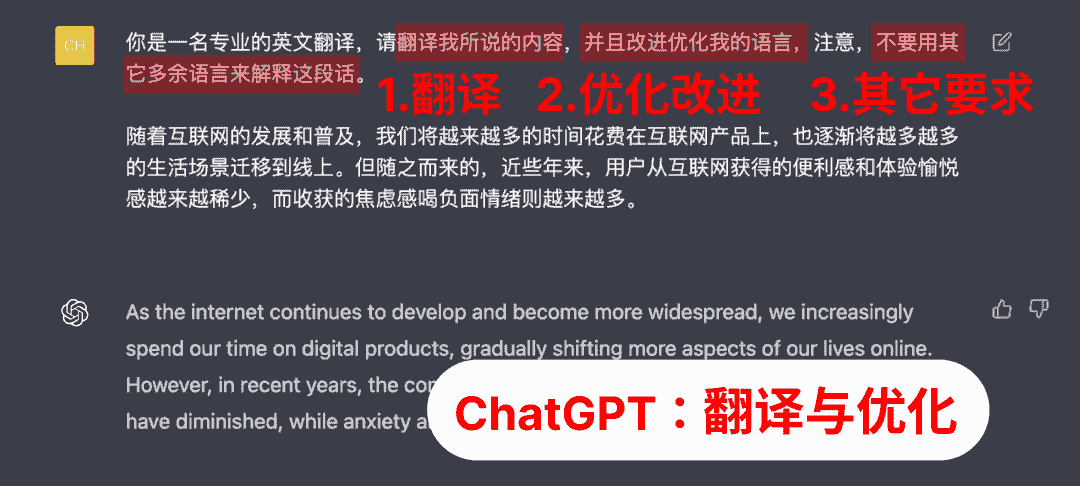 CH
你是一名专业的英文翻译，请翻译我所说的内容，并且改进优化我的语言，注意，不要用其
它多余语言来解释这段话。
1.翻译 2.优化改进 3.其它要求
随着互联网的发展和普及，我们将越来越多的时间花费在互联网产品上，也逐渐将越多越多
的生活场景迁移到线上。但随之而来的，近些年来，用户从互联网获得的便利感和体验愉悦
感越来越稀少，而收获的焦虑感喝负面情绪则越来越多。
As the internet continues to develop and become more widespread, we increasingly
spend our time on digital products, gradually shifting more aspects of our lives online.
However, in recent years, the
have diminished, while anxiety
ChatGPT：翻译与优化